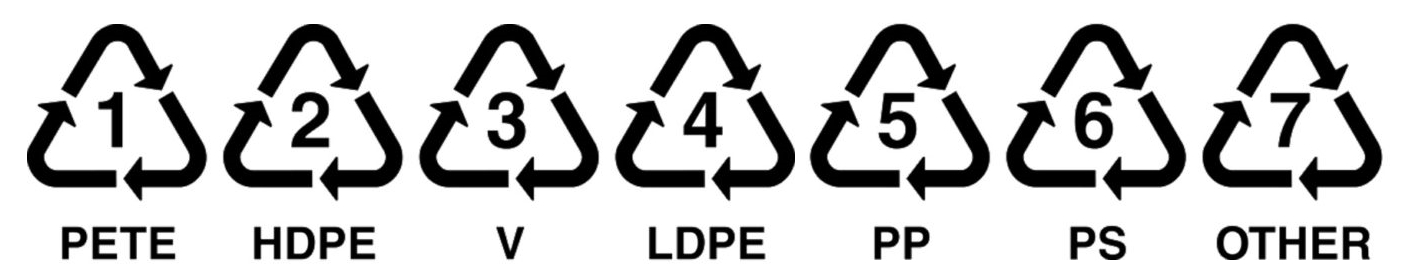 1 2 3 4 5 6 7
PETE HDPE V LDPE PP PS OTHER